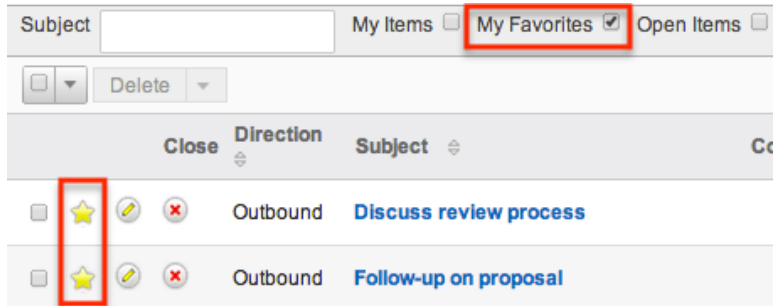 Subject My Items My Favorites Open Items
Delete
Close Direction Subject
Outbound Discuss review process
Outbound Follow-up on proposal